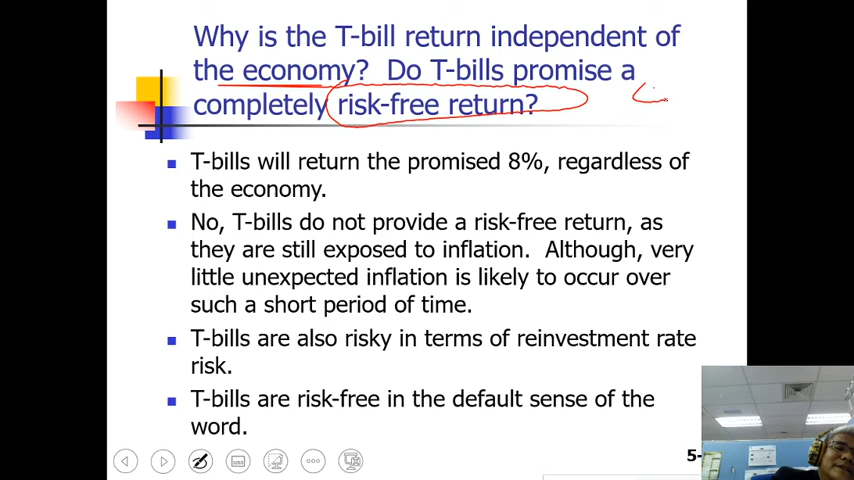 Why is the T-bill return independent of
the economy? Do T-bills promise a
completely risk-free return?
T-bills will return the promised 8%, regardless of
the economy.
No, T-bills do not provide a risk-free return, as
they are still exposed to inflation. Although, very
little unexpected inflation is likely to occur over
such a short period of time.
T-bills are also risky in terms of reinvestment rate
risk.
T-bills are risk-free in the default sense of the
word.
5-